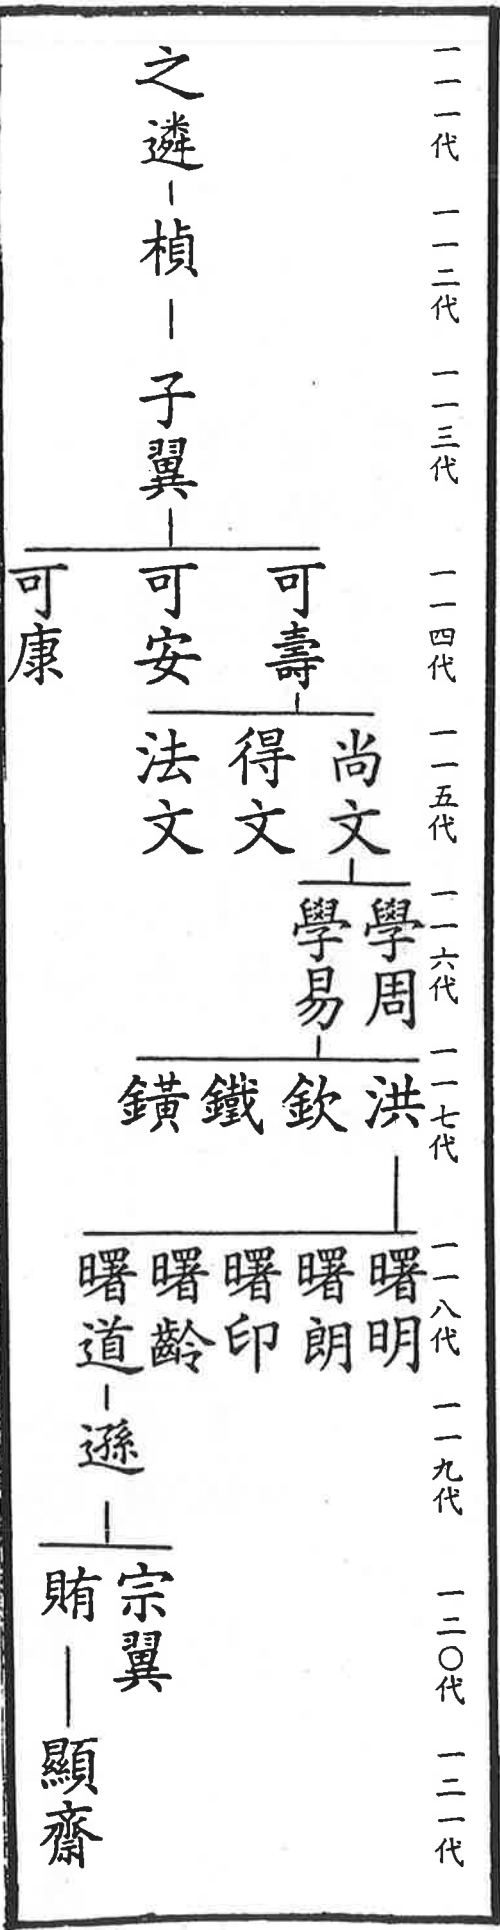 一一一代
之遴
一一二代
楨
一一三代
子翼
一一四代
可壽
可安
可康
一一五代
尚文
得文
法文
一一六代
學周
學易
一一七代
洪
欽
鐵
鐄
一一八代
曙明
曙朗
曙印
曙齡
曙道
一一九代
遜
一二〇代
宗翼
賄
一二一代
顯齋